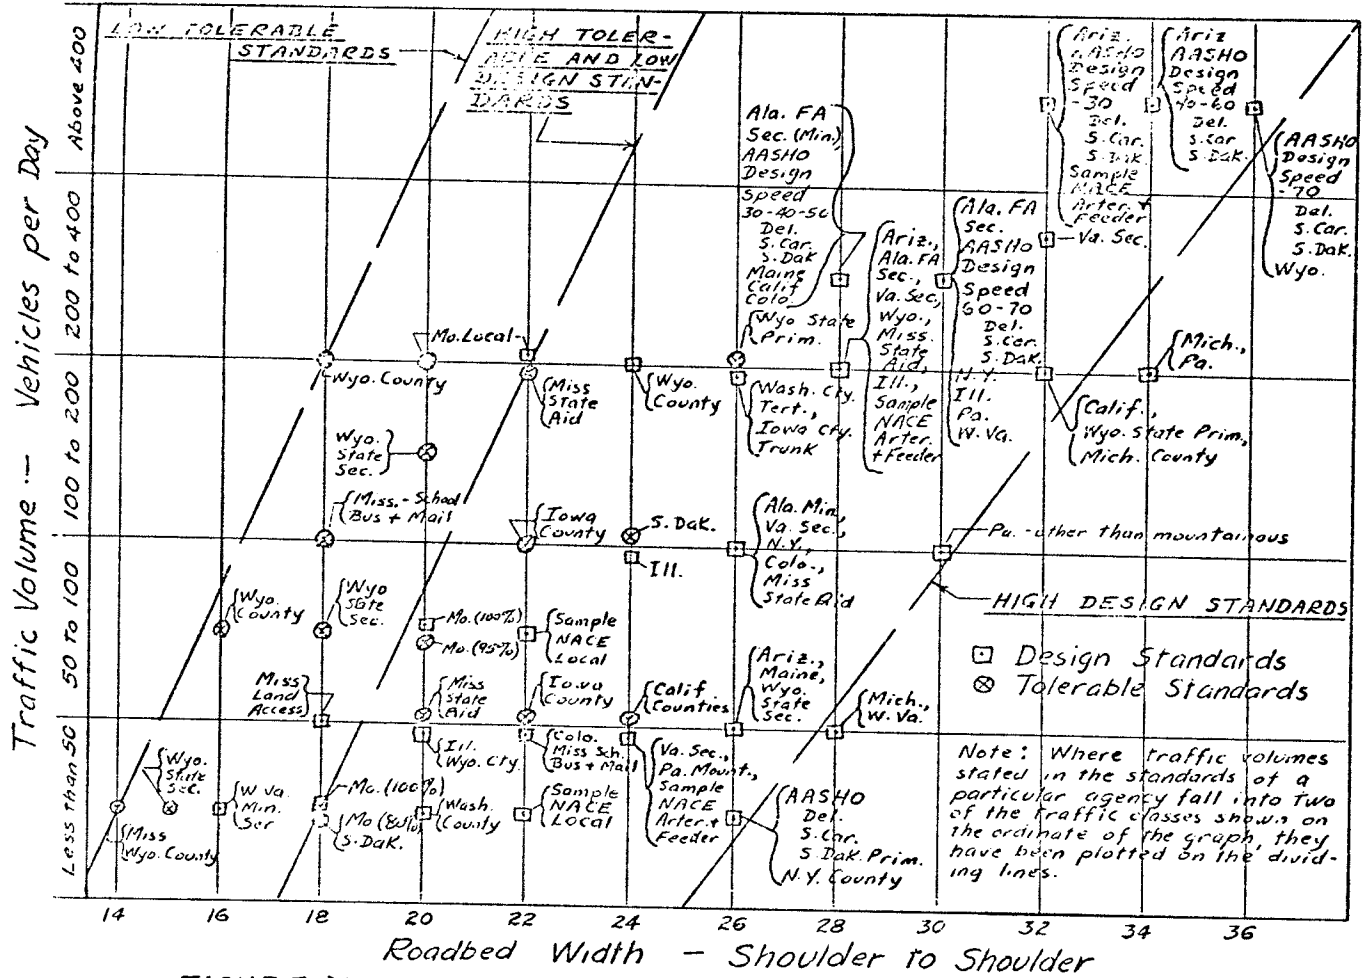 LOW TOLERABLE
STANDARDS
HIGH TOLER-
ABLE AND LOW
DESIGN STAN-
DARDS
Ala. FA
Sec. (Min.)
AASHO
Design
Speed
30-40-50
Del.
S. Car.
S. Dak
Maine
Calif
Colo.
Ariz.
AASHO
Design
Speed
-30
Del.
S. Car.
S. Dak.
Sample
NACE
Arter. +
Feeder
Ariz
AASHO
Design
Speed
40-60
Del.
S. Car.
S. Dak.
AASHO
Design
Speed
-70
Del.
S. Car.
S. Dak.
Wyo.
Va. Sec.
Ariz.,
Ala. FA
Sec.,
Va. Sec,
Wyo.,
Miss.
State
Aid,
Ill.,
Sample
NACE
Arter.
+ Feeder
Ala. FA
Sec.
AASHO
Design
Speed
60-70
Del.
S. Car.
S. Dak.
N.Y.
Ill.
Pa.
W. Va.
Mo. Local
Wyo. County
Miss
State
Aid
Wyo.
County
Wyo State
Prim.
Wash. Cty.
Tert.,
Iowa Cty.
Trunk
Mich.,
Pa.
Calif.,
Wyo. State Prim.,
Mich. County
Wyo.
State
Sec.
Miss. - School
Bus + Mail
Iowa
County
S. Dak.
Ill.
Ala. Min,
Va. Sec.,
N.Y.,
Colo.,
Miss
State Aid
Pa. - other than mountainous
HIGH DESIGN STANDARDS
Wyo.
County
Wyo
State
Sec.
Mo. (100%)
Mo. (95%)
Sample
NACE
Local
Design Standards
Tolerable Standards
Miss
Land
Access
Miss
State
Aid
Iowa
County
Calif
Counties
Ariz.,
Maine,
Wyo.
State
Sec.
Mich.,
W. Va.
Wyo.
State
Sec.
Ill.
Wyo. Cty.
Colo.
Miss Sch.
Bus + Mail
Va. Sec.,
Pa. Mount.,
Sample
NACE
Arter. +
Feeder
Miss
Wyo. County
W. Va.
Min.
Ser
Mo. (100%)
Mo (80%)
S. Dak.
Wash.
County
Sample
NACE
Local
AASHO
Del.
S. Car.
S. Dak. Prim.
N.Y. County
Note: Where traffic volumes
stated in the standards of a
particular agency fall into two
of the traffic classes shown on
the ordinate of the graph, they
have been plotted on the divid-
ing lines.
Traffic Volume -- Vehicles per Day
Above 400
200 to 400
100 to 200
50 to 100
Less than 50
14 16 18 20 22 24 26 28 30 32 34 36
Roadbed Width - Shoulder to Shoulder